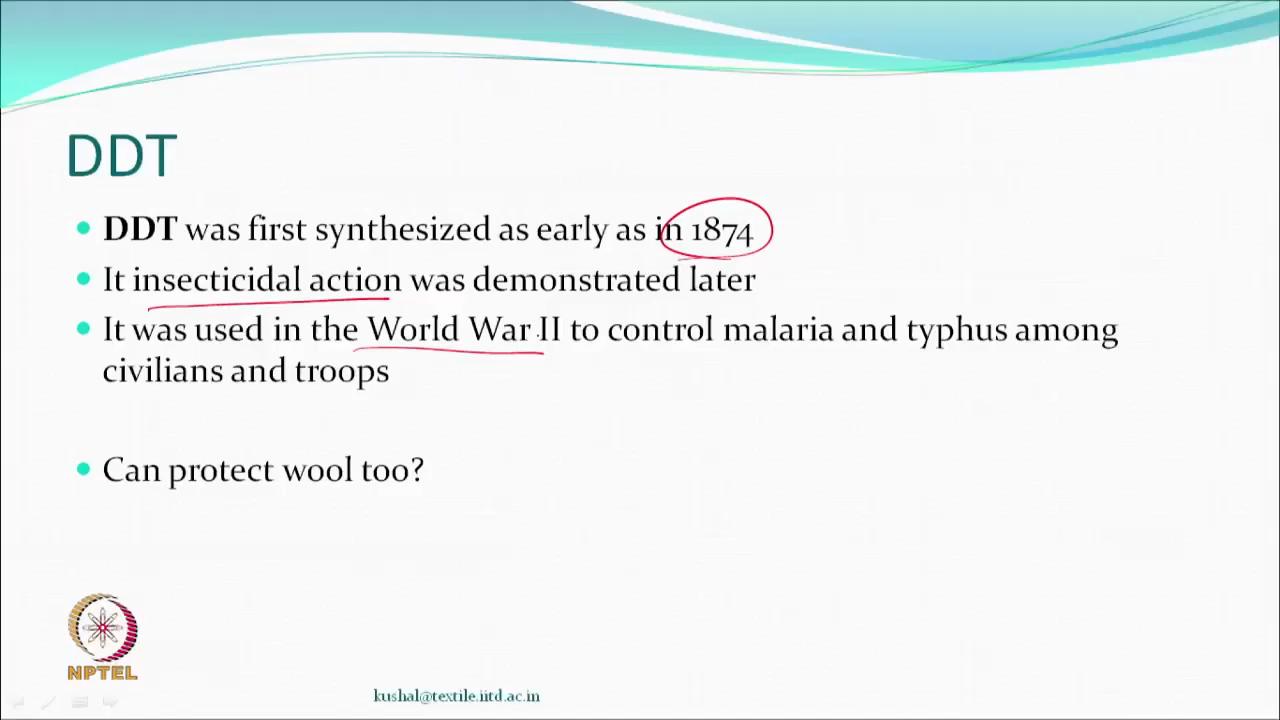 DDT
DDT was first synthesized as early as in 1874
It insecticidal action was demonstrated later
It was used in the World War II to control malaria and typhus among
civilians and troops
Can protect wool too?
NPTEL
kushal@textile.iitd.ac.in